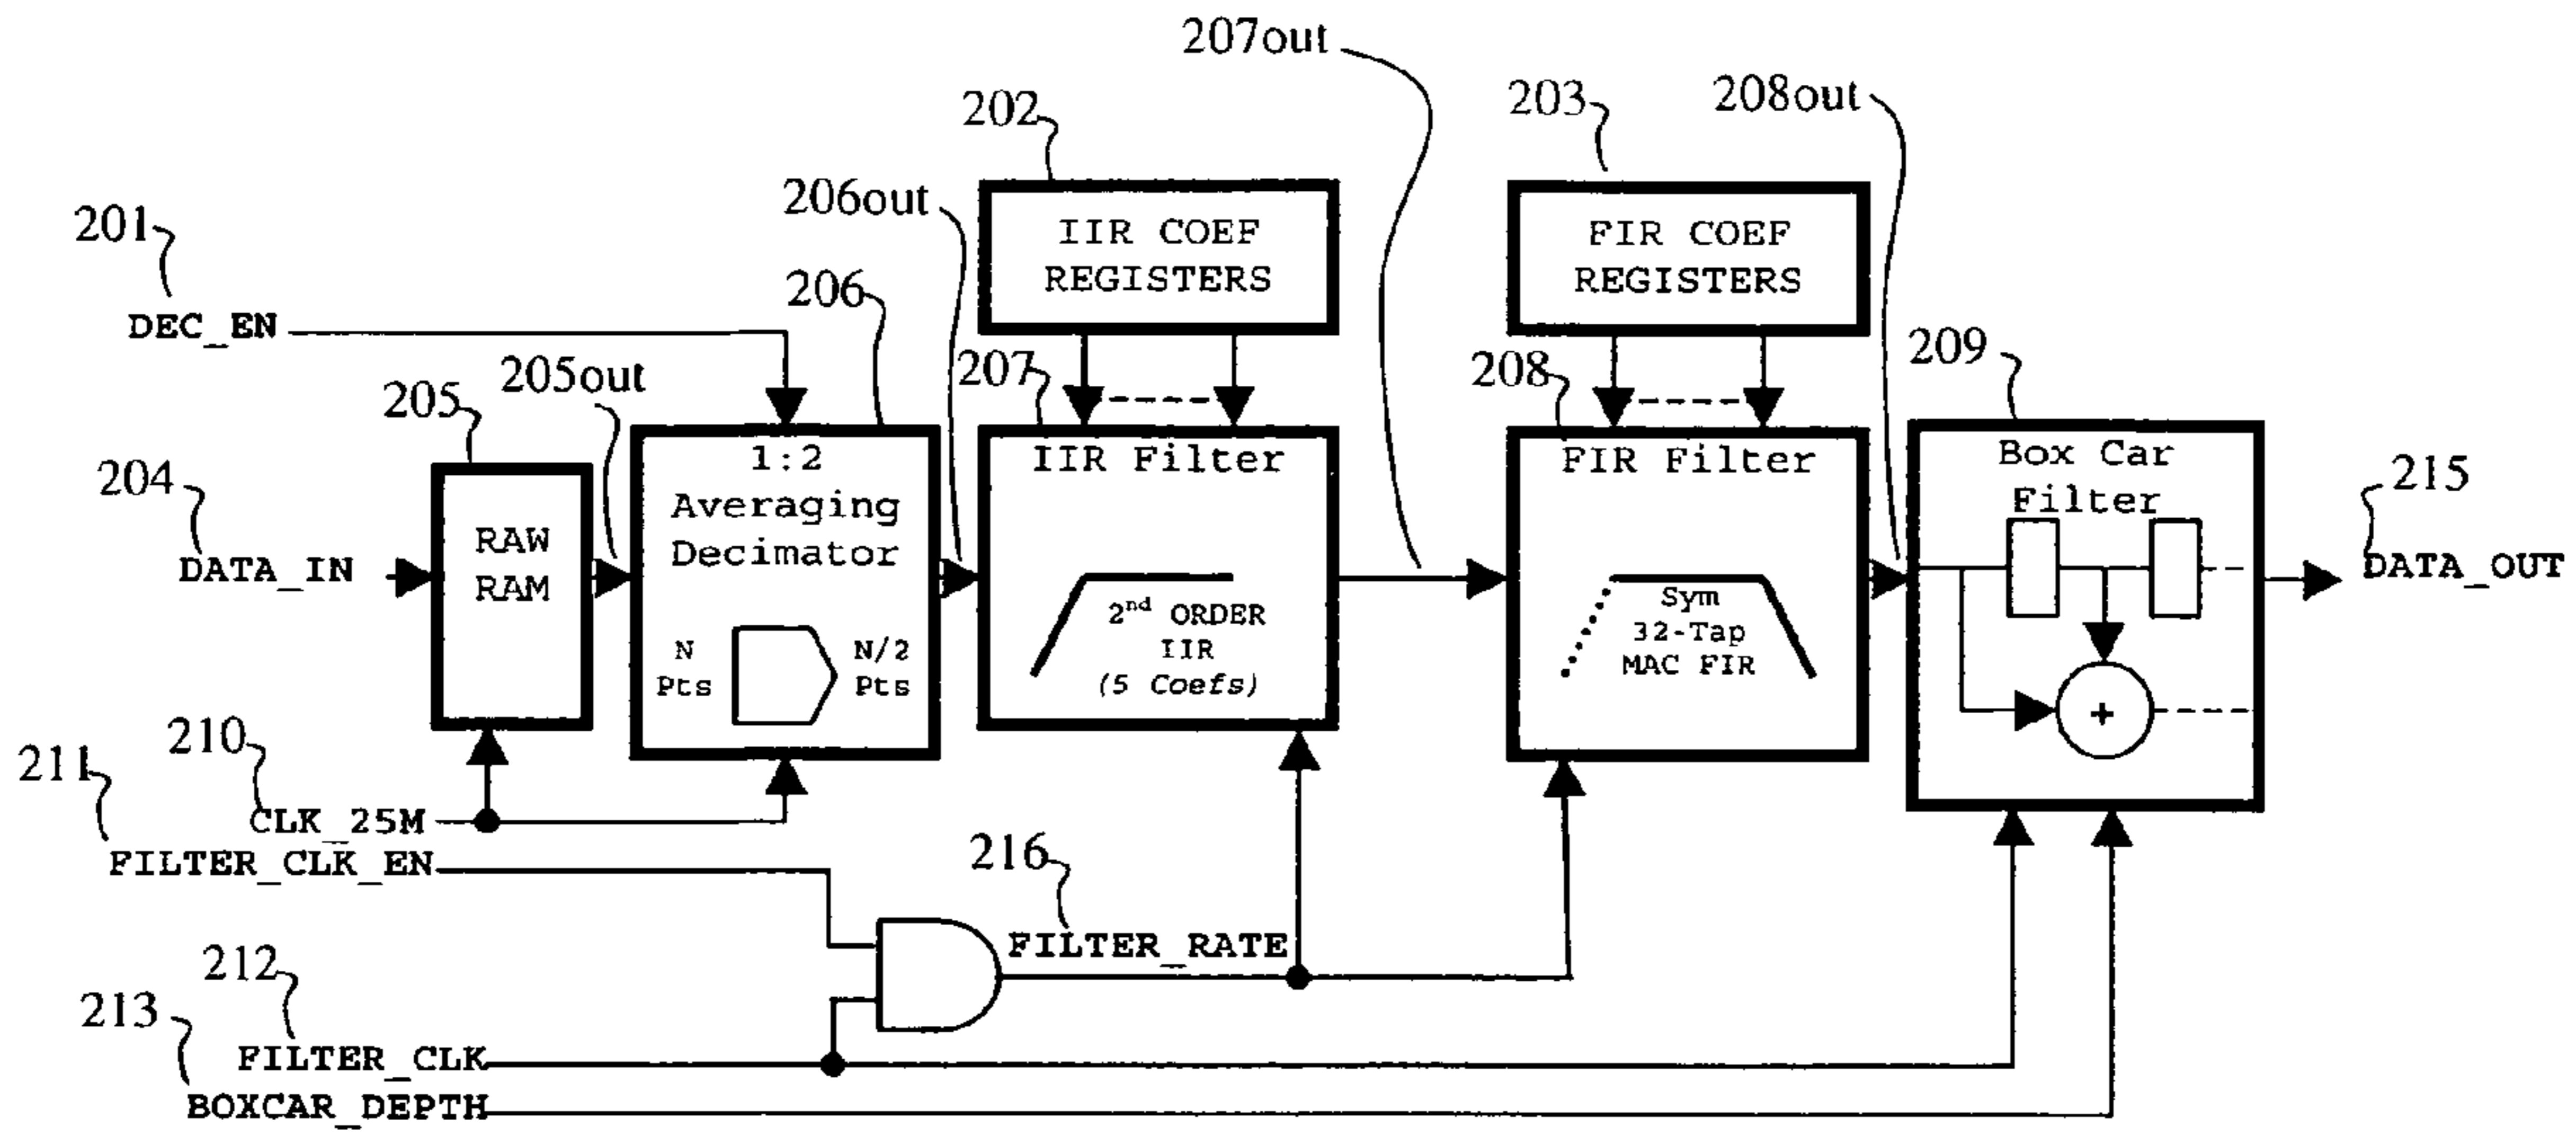 207out
202
203
208out
206out
IIR COEF
REGISTERS
FIR COEF
REGISTERS
201
DEC_EN
206
205out
205
207
208
209
1:2
Averaging
Decimator
N
Pts
N/2
Pts
IIR Filter
2nd ORDER
IIR
(5 Coefs)
FIR Filter
Sym
32-Tap
MAC FIR
Box Car
Filter
+
204
DATA_IN
RAW
RAM
215
DATA_OUT
210
211
CLK_25M
FILTER_CLK_EN
216
FILTER_RATE
212
213
FILTER_CLK
BOXCAR_DEPTH